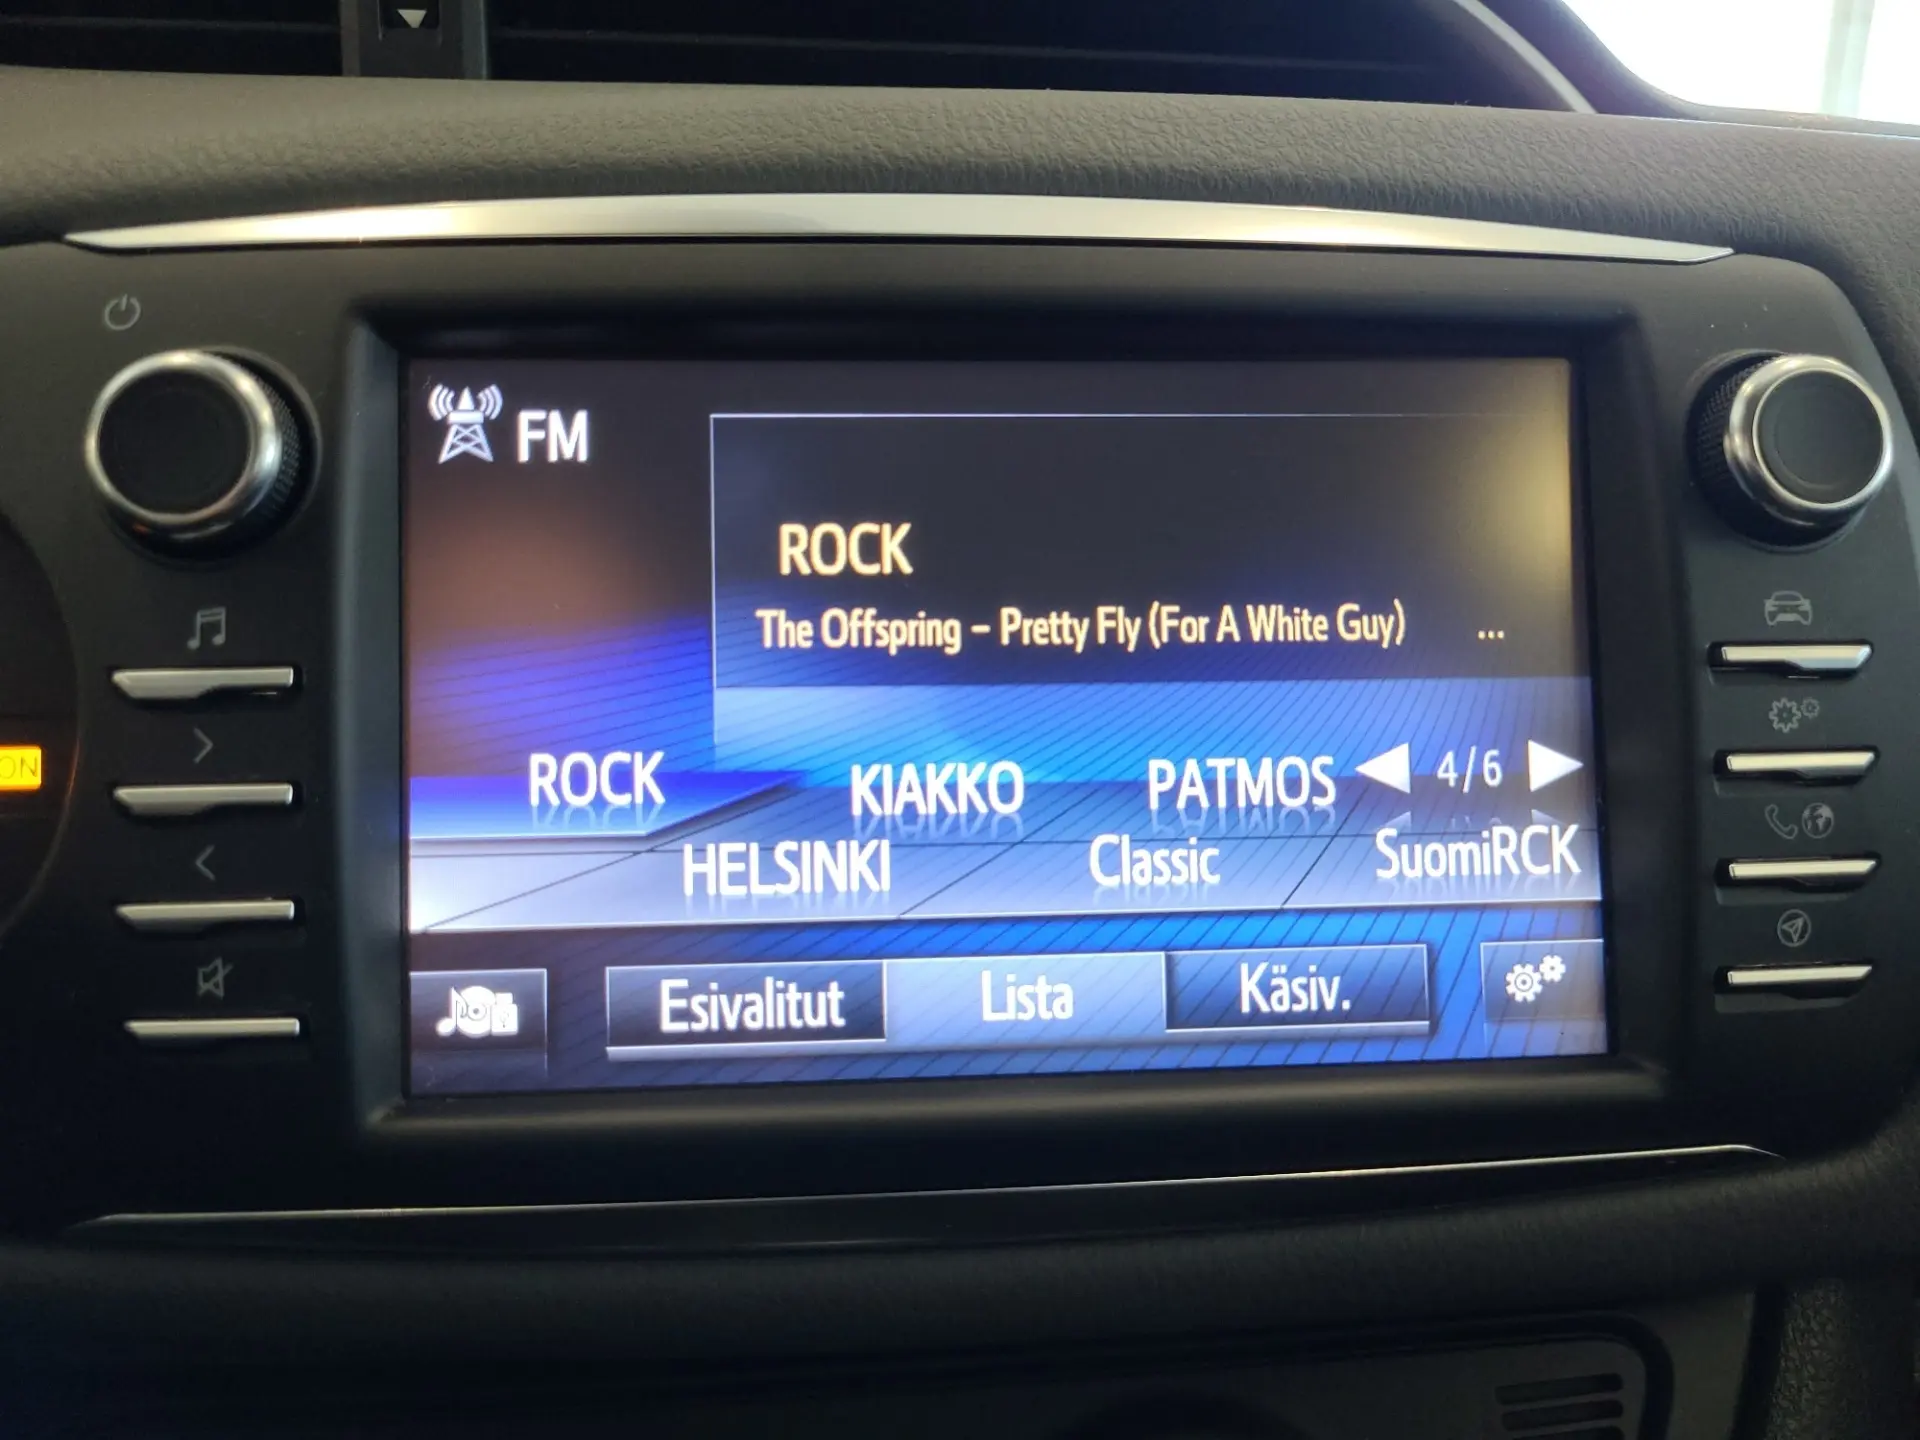 FM
ROCK
The Offspring – Pretty Fly (For A White Guy) ...
ROCK KIAKKO PATMOS 4/6
HELSINKI Classic SuomiRCK
ON
Esivalitut Lista Käsiv.